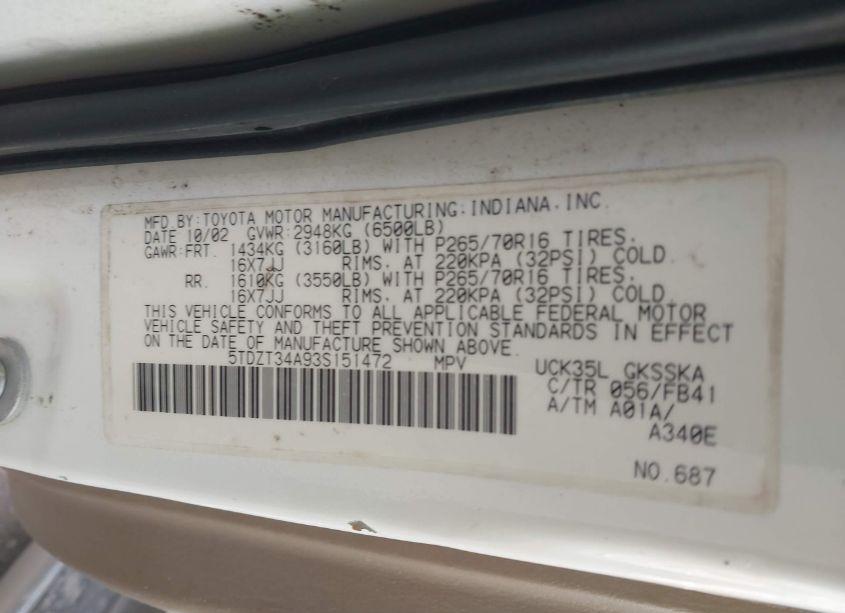 MFD BY: TOYOTA MOTOR MANUFACTURING. INDIANA. INC.
DATE 10/02 GVWR: 2948KG (6500LB)
GAWR: FRT. 1434KG (3160LB) WITH P265/70R16 TIRES.
16X7JJ RIMS. AT 220KPA (32PSI) COLD.
RR. 1610KG (3550LB) WITH P265/70R16 TIRES.
16X7JJ RIMS. AT 220KPA (32PSI) COLD.
THIS VEHICLE CONFORMS TO ALL APPLICABLE FEDERAL MOTOR
VEHICLE SAFETY AND THEFT PREVENTION STANDARDS IN EFFECT
ON THE DATE OF MANUFACTURE SHOWN ABOVE.
5TDZT34A93S151472 MPV UCK35L GKSSKA
C/TR 056/FB41
A/TM A01A/
A340E
NO. 687